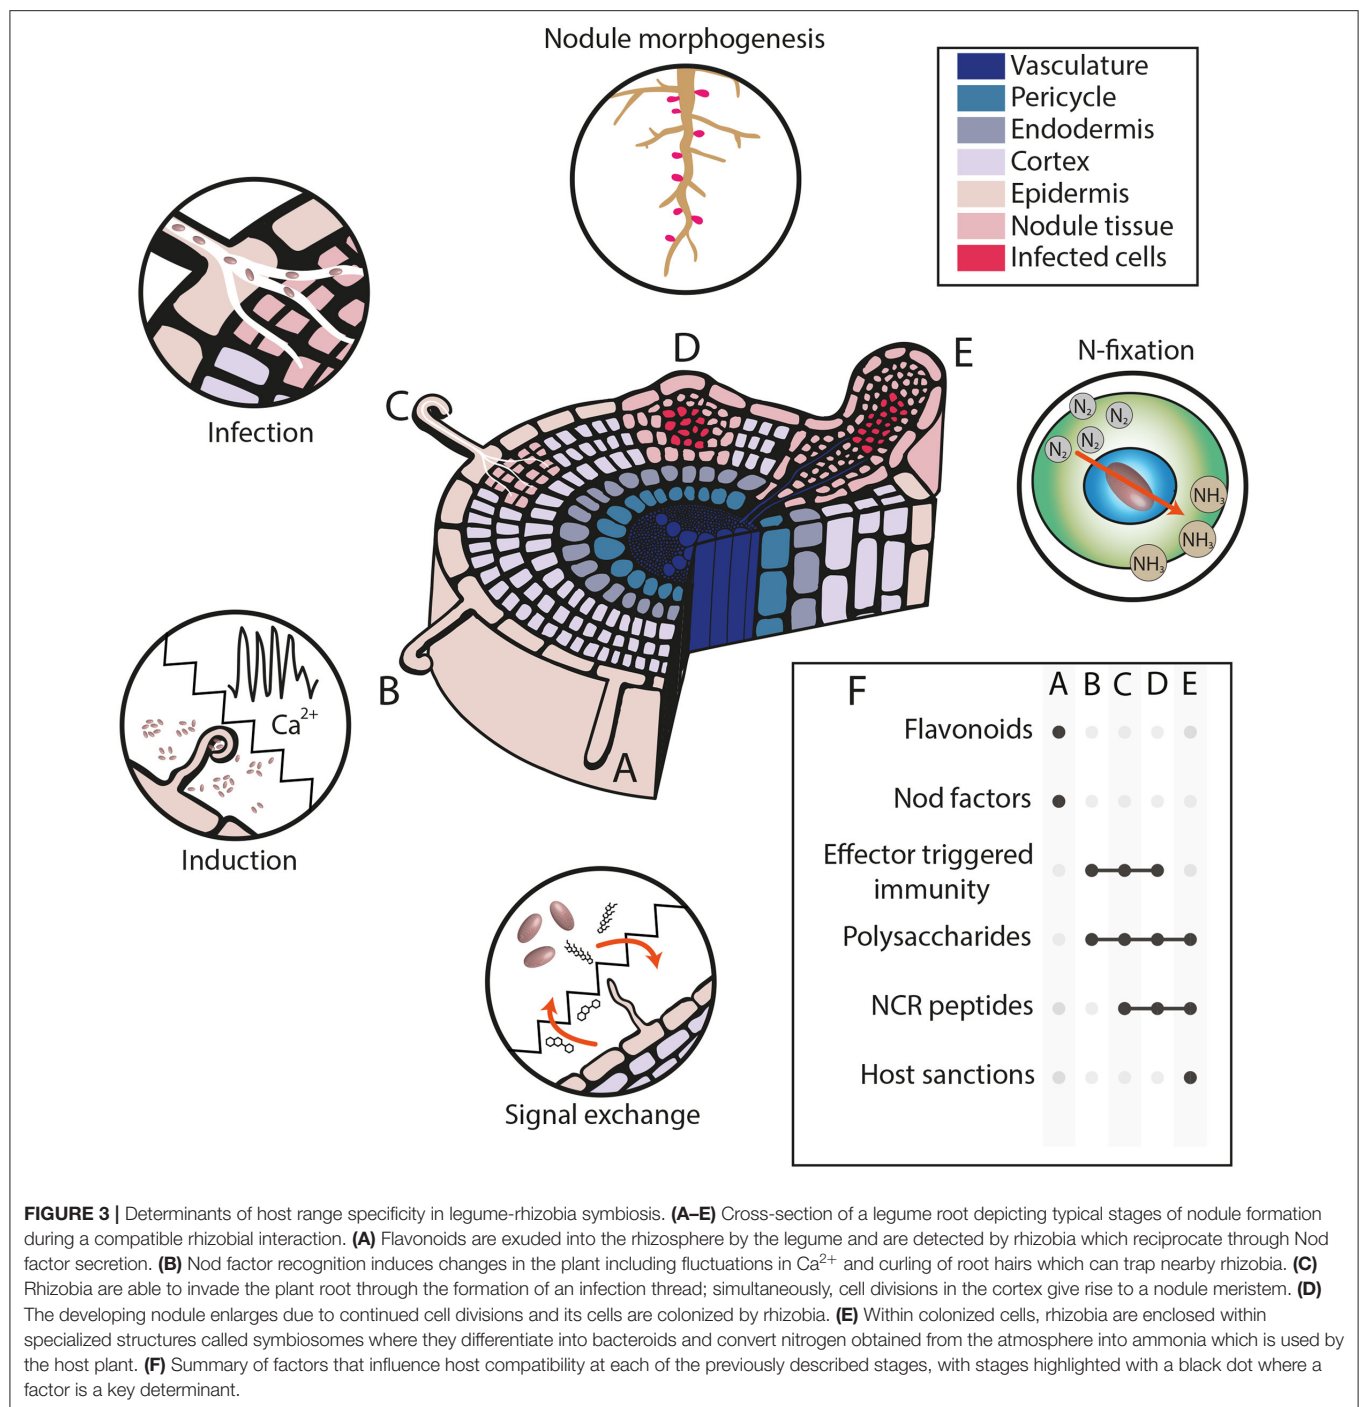 Nodule morphogenesis
Vasculature
Pericycle
Endodermis
Cortex
Epidermis
Nodule tissue
Infected cells
Infection
C
D
E
N-fixation
N₂
N₂
N₂
N₂
NH₃
NH₃
NH₃
B
A
Ca²⁺
Induction
Signal exchange
F
A B C D E
Flavonoids
Nod factors
Effector triggered
immunity
Polysaccharides
NCR peptides
Host sanctions
FIGURE 3 | Determinants of host range specificity in legume-rhizobia symbiosis. (A–E) Cross-section of a legume root depicting typical stages of nodule formation
during a compatible rhizobial interaction. (A) Flavonoids are exuded into the rhizosphere by the legume and are detected by rhizobia which reciprocate through Nod
factor secretion. (B) Nod factor recognition induces changes in the plant including fluctuations in Ca²⁺ and curling of root hairs which can trap nearby rhizobia. (C)
Rhizobia are able to invade the plant root through the formation of an infection thread; simultaneously, cell divisions in the cortex give rise to a nodule meristem. (D)
The developing nodule enlarges due to continued cell divisions and its cells are colonized by rhizobia. (E) Within colonized cells, rhizobia are enclosed within
specialized structures called symbiosomes where they differentiate into bacteroids and convert nitrogen obtained from the atmosphere into ammonia which is used by
the host plant. (F) Summary of factors that influence host compatibility at each of the previously described stages, with stages highlighted with a black dot where a
factor is a key determinant.